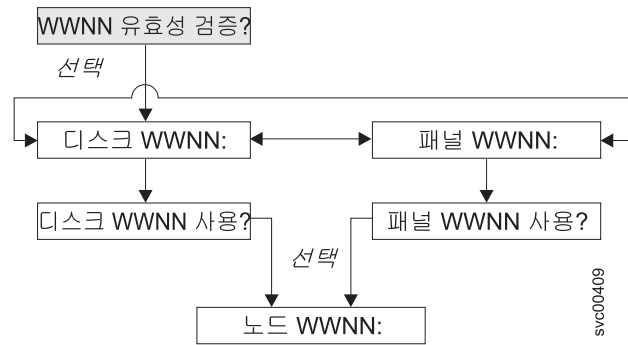 WWNN 유효성 검증?
선택
디스크 WWNN:
패널 WWNN:
디스크 WWNN 사용?
패널 WWNN 사용?
선택
노드 WWNN:
svc00409